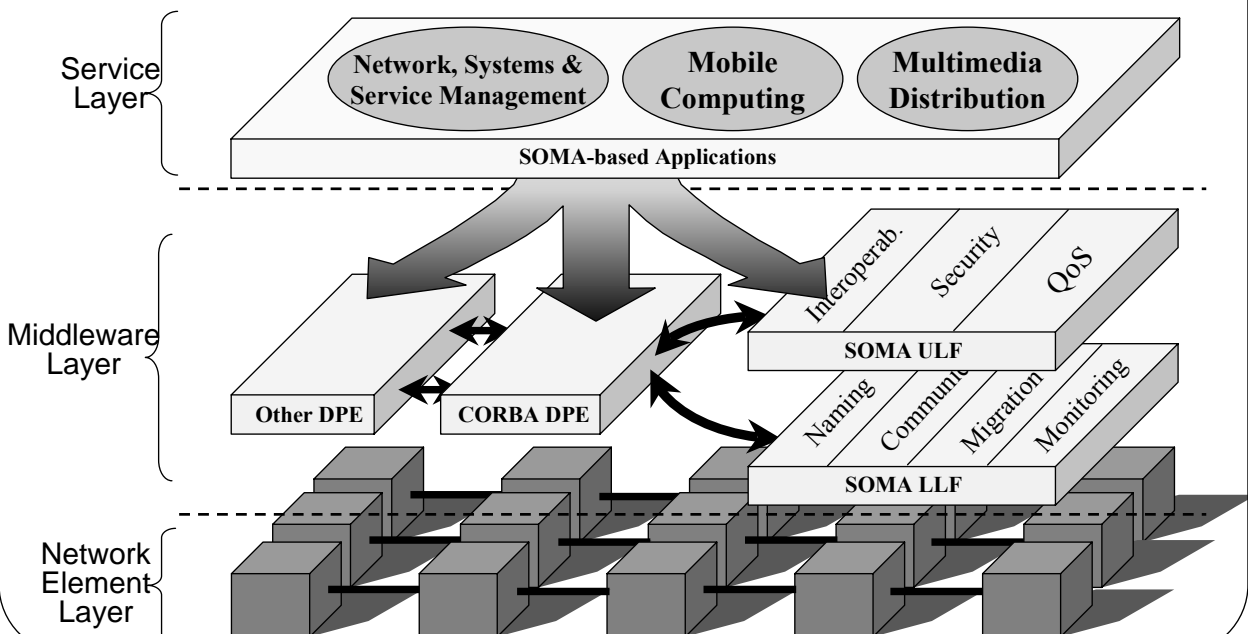 Service
Layer
Network, Systems &
Service Management
Mobile
Computing
Multimedia
Distribution
SOMA-based Applications
Middleware
Layer
Interoperab.
Security
QoS
SOMA ULF
Other DPE
CORBA DPE
Naming
Communic
Migration
Monitoring
SOMA LLF
Network
Element
Layer